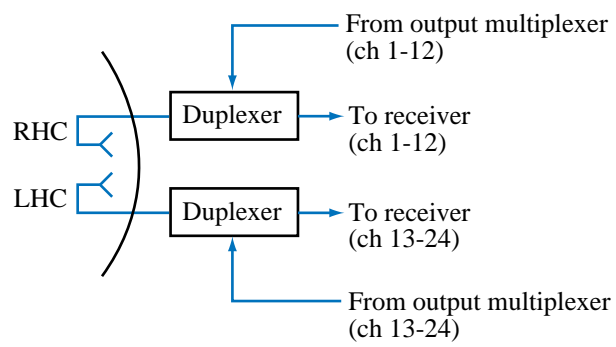 From output multiplexer
(ch 1-12)
Duplexer
To receiver
(ch 1-12)
RHC
LHC
Duplexer
To receiver
(ch 13-24)
From output multiplexer
(ch 13-24)